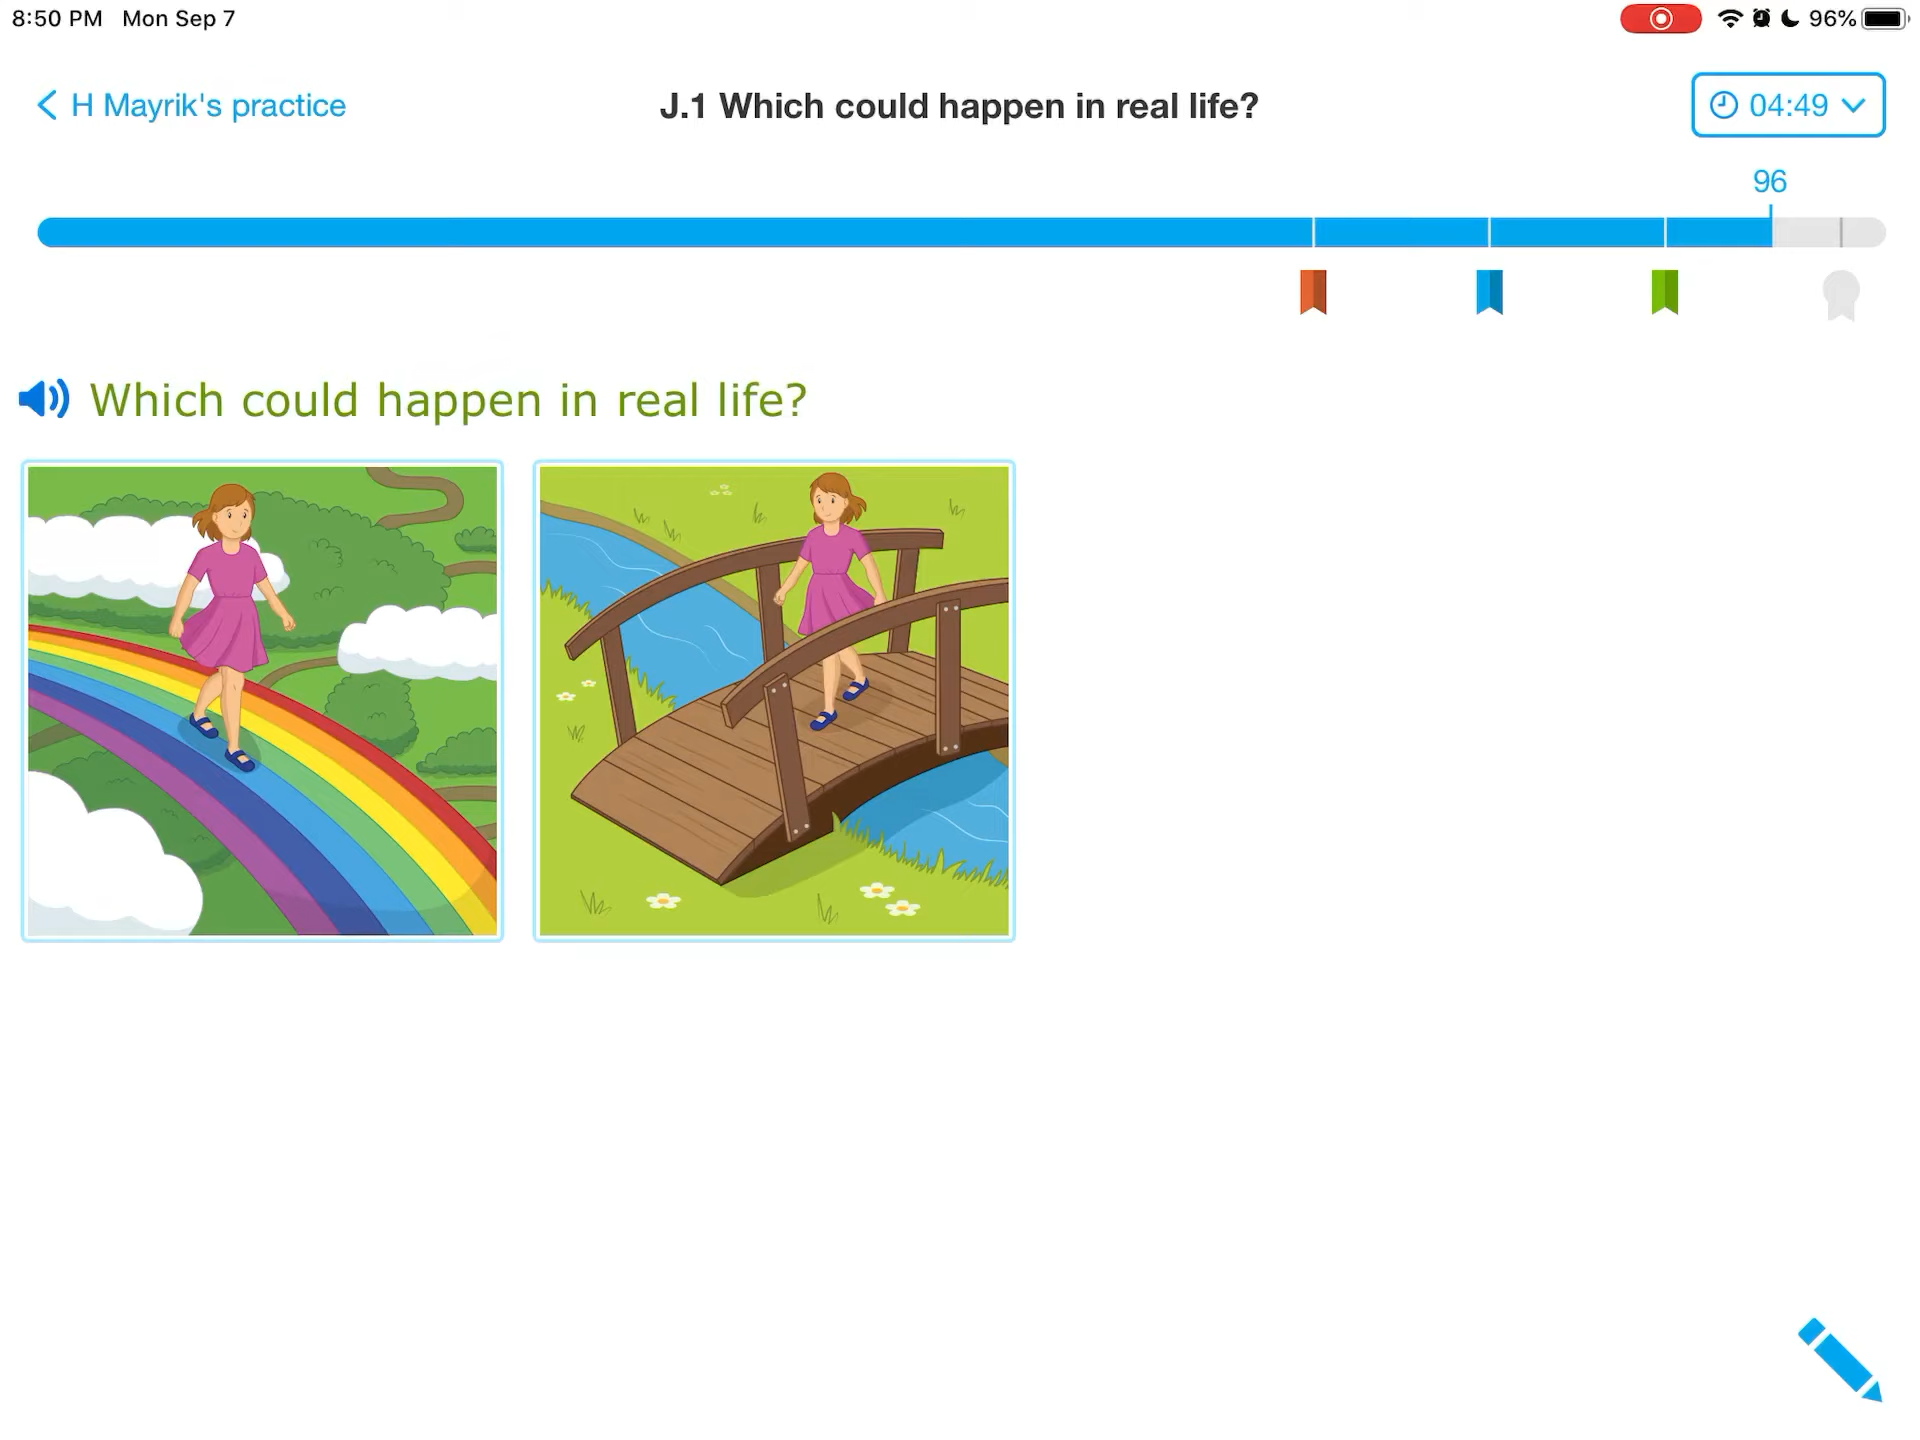 8:50 PM Mon Sep 7
96%
H Mayrik's practice
J.1 Which could happen in real life?
04:49
96
Which could happen in real life?